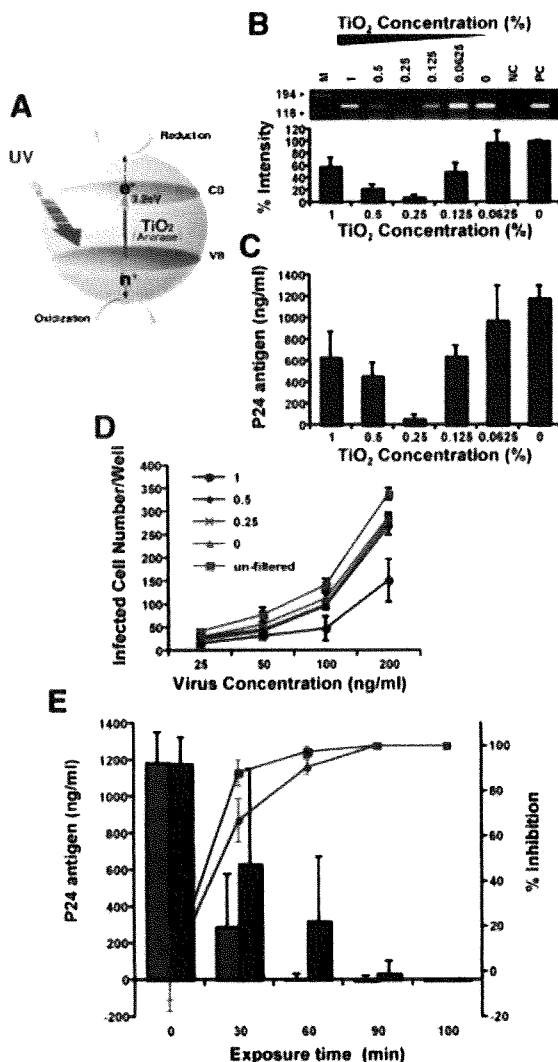 A
UV
Reduction
e⁻
3.2eV
CB
TiO2
Anatase
VB
h⁺
Oxidization
B
TiO2 Concentration (%)
M 1 0.5 0.25 0.125 0.0625 0 NC PC
194
118
% Intensity
120
100
80
60
40
20
0
1 0.5 0.25 0.125 0.0625 0
TiO2 Concentration (%)
C
P24 antigen (ng/ml)
1400
1200
1000
800
600
400
200
0
1 0.5 0.25 0.125 0.0625 0
TiO2 Concentration (%)
D
Infected Cell Number/Well
400
350
300
250
200
150
100
50
0
1
0.5
0.25
0
un-filtered
25 50 100 200
Virus Concentration (ng/ml)
E
P24 antigen (ng/ml)
1400
1200
1000
800
600
400
200
0
-200
% inhibition
100
80
60
40
20
0
-20
0 30 60 90 100
Exposure time (min)